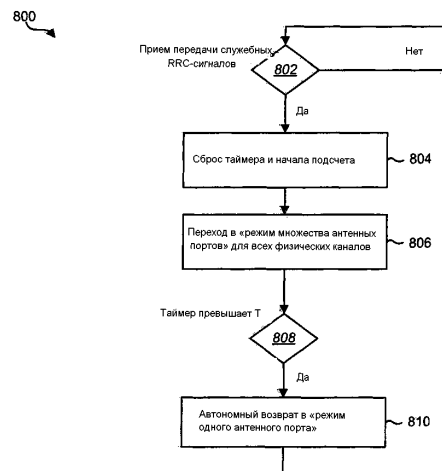 800
Прием передачи служебных
RRC-сигналов
802
Нет
Да
Сброс таймера и начала подсчета
804
Переход в «режим множества антенных
портов» для всех физических каналов
806
Таймер превышает T
808
Да
Автономный возврат в «режим
одного антенного порта»
810